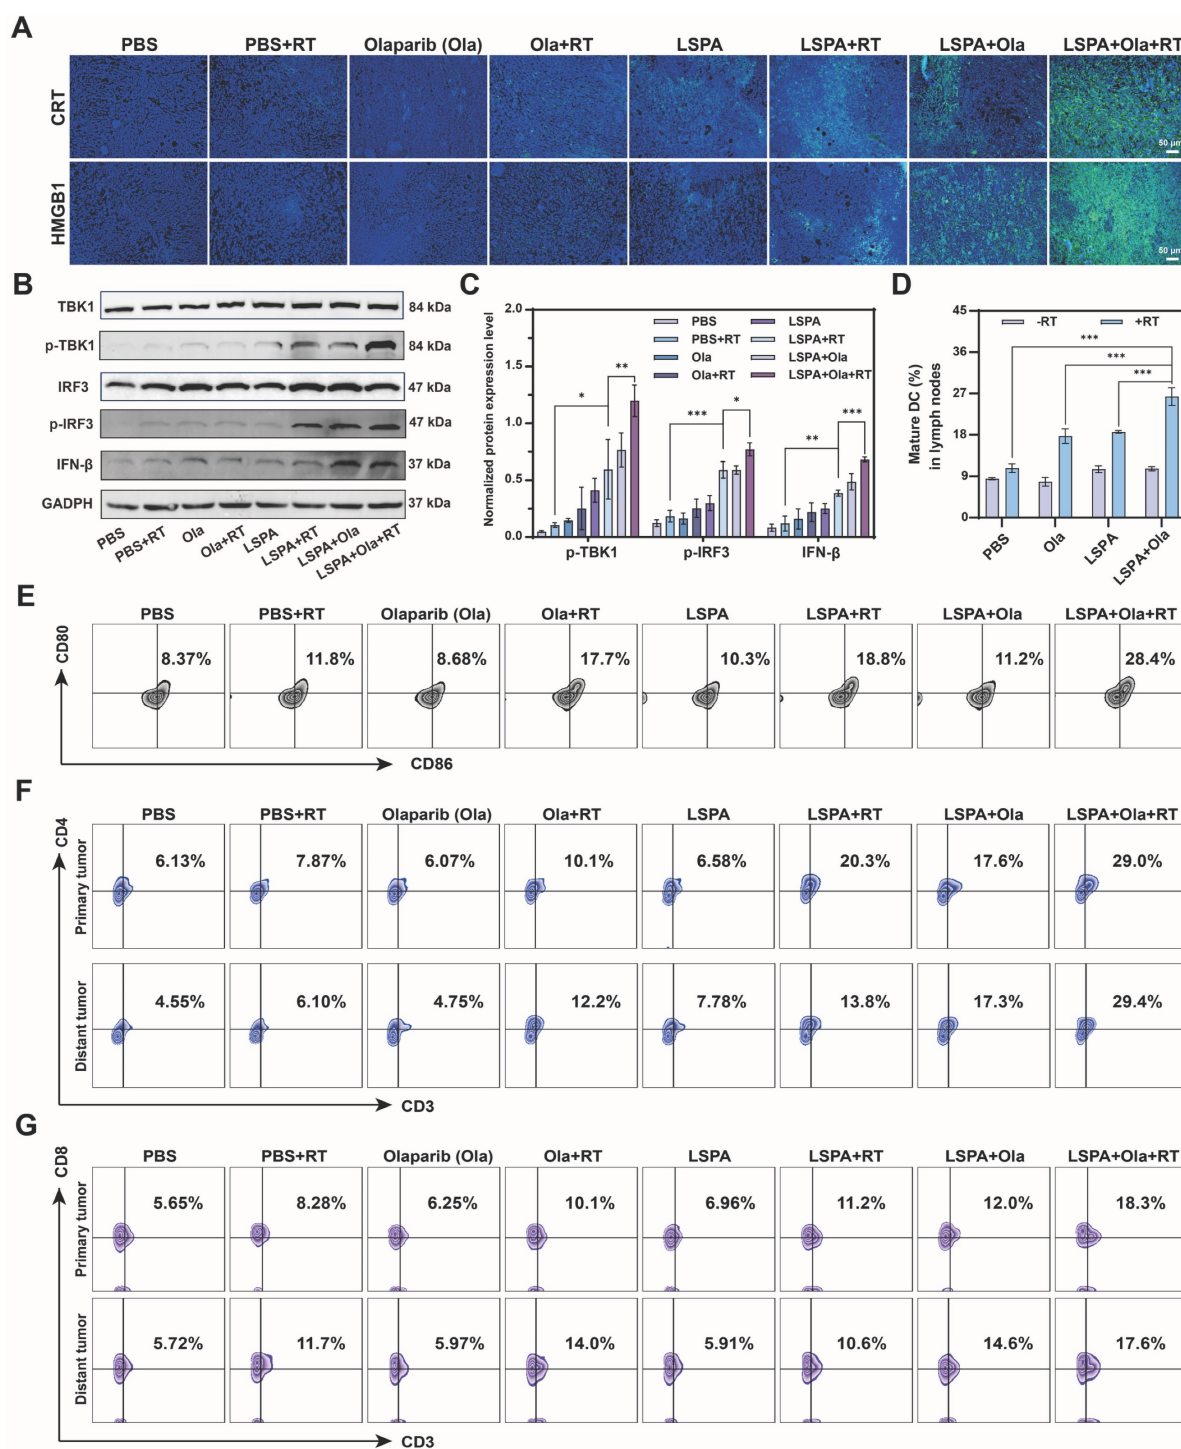 A
PBS PBS+RT Olaparib (Ola) Ola+RT LSPA LSPA+RT LSPA+Ola LSPA+Ola+RT
CRT
50 μm
HMGB1
50 μm
B
TBK1 84 kDa
p-TBK1 84 kDa
IRF3 47 kDa
p-IRF3 47 kDa
IFN-β 37 kDa
GADPH 37 kDa
PBS PBS+RT Ola Ola+RT LSPA LSPA+RT LSPA+Ola LSPA+Ola+RT
C
Normalized protein expression level
2.0
1.5
1.0
0.5
0.0
PBS LSPA
PBS+RT LSPA+RT
Ola LSPA+Ola
Ola+RT LSPA+Ola+RT
* **
*** *
** ***
p-TBK1 p-IRF3 IFN-β
D
Mature DC (%)
in lymph nodes
45
36
27
18
9
0
-RT +RT
***
***
***
PBS Ola LSPA LSPA+Ola
E
CD80
PBS PBS+RT Olaparib (Ola) Ola+RT LSPA LSPA+RT LSPA+Ola LSPA+Ola+RT
8.37% 11.8% 8.68% 17.7% 10.3% 18.8% 11.2% 28.4%
CD86
F
CD4
PBS PBS+RT Olaparib (Ola) Ola+RT LSPA LSPA+RT LSPA+Ola LSPA+Ola+RT
Primary tumor
6.13% 7.87% 6.07% 10.1% 6.58% 20.3% 17.6% 29.0%
Distant tumor
4.55% 6.10% 4.75% 12.2% 7.78% 13.8% 17.3% 29.4%
CD3
G
CD8
PBS PBS+RT Olaparib (Ola) Ola+RT LSPA LSPA+RT LSPA+Ola LSPA+Ola+RT
Primary tumor
5.65% 8.28% 6.25% 10.1% 6.96% 11.2% 12.0% 18.3%
Distant tumor
5.72% 11.7% 5.97% 14.0% 5.91% 10.6% 14.6% 17.6%
CD3